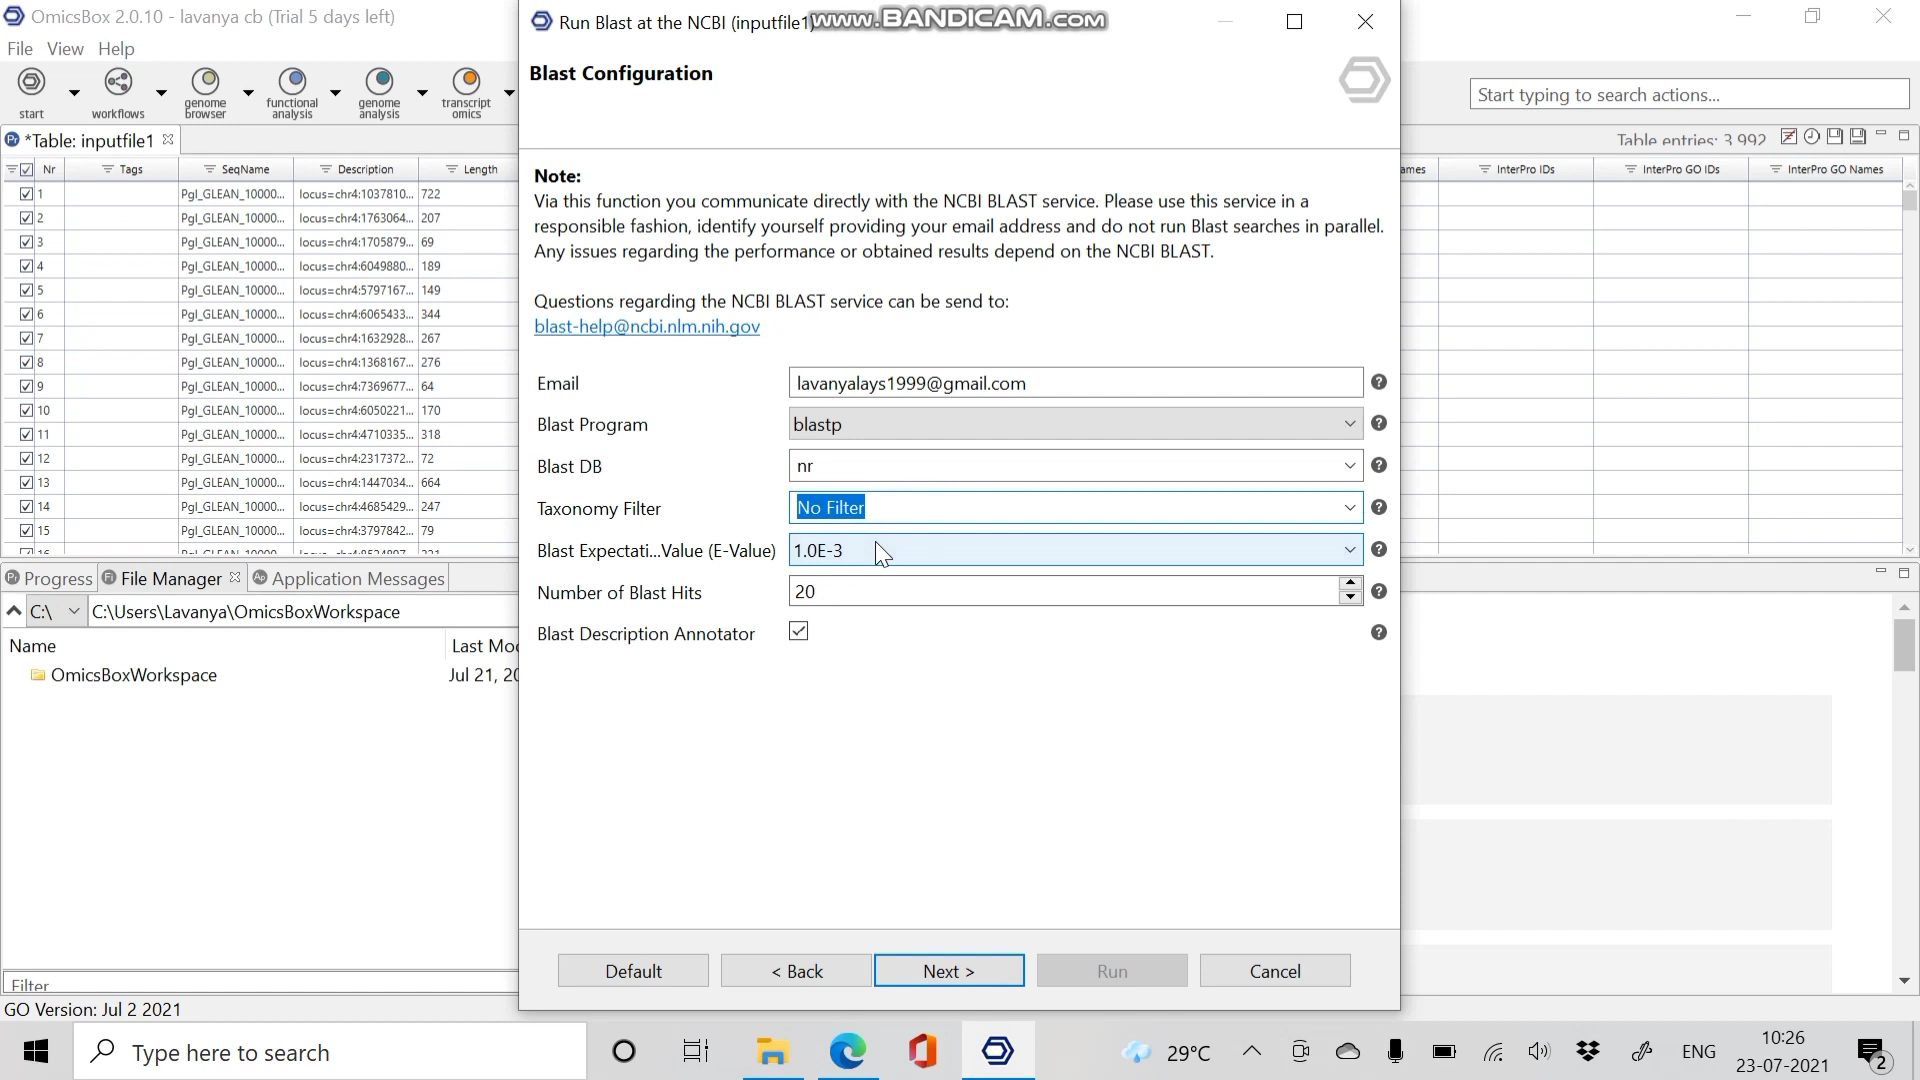 OmicsBox 2.0.10 - lavanya cb (Trial 5 days left)
File View Help
start
workflows
genome browser
functional analysis
genome analysis
transcript omics
*Table: inputfile1
Nr Tags SeqName Description Length
1 Pgl_GLEAN_10000... locus=chr4:1037810... 722
2 Pgl_GLEAN_10000... locus=chr4:1763064... 207
3 Pgl_GLEAN_10000... locus=chr4:1705879... 69
4 Pgl_GLEAN_10000... locus=chr4:6049880... 189
5 Pgl_GLEAN_10000... locus=chr4:5797167... 149
6 Pgl_GLEAN_10000... locus=chr4:6065433... 344
7 Pgl_GLEAN_10000... locus=chr4:1632928... 267
8 Pgl_GLEAN_10000... locus=chr4:1368167... 276
9 Pgl_GLEAN_10000... locus=chr4:7369677... 64
10 Pgl_GLEAN_10000... locus=chr4:6050221... 170
11 Pgl_GLEAN_10000... locus=chr4:4710335... 318
12 Pgl_GLEAN_10000... locus=chr4:2317372... 72
13 Pgl_GLEAN_10000... locus=chr4:1447034... 664
14 Pgl_GLEAN_10000... locus=chr4:4685429... 247
15 Pgl_GLEAN_10000... locus=chr4:3797842... 79
Progress File Manager Application Messages
C:\ C:\Users\Lavanya\OmicsBoxWorkspace
Name Last Mo
OmicsBoxWorkspace Jul 21, 20
Filter
GO Version: Jul 2 2021
Run Blast at the NCBI (inputfile1)
www.BANDICAM.com
Blast Configuration
Note:
Via this function you communicate directly with the NCBI BLAST service. Please use this service in a
responsible fashion, identify yourself providing your email address and do not run Blast searches in parallel.
Any issues regarding the performance or obtained results depend on the NCBI BLAST.
Questions regarding the NCBI BLAST service can be send to:
blast-help@ncbi.nlm.nih.gov
Email lavanyalays1999@gmail.com
Blast Program blastp
Blast DB nr
Taxonomy Filter No Filter
Blast Expectati...Value (E-Value) 1.0E-3
Number of Blast Hits 20
Blast Description Annotator
Default < Back Next > Run Cancel
Start typing to search actions...
Table entries: 3 992
ames InterPro IDs InterPro GO IDs InterPro GO Names
Type here to search
29°C
ENG
10:26
23-07-2021
2